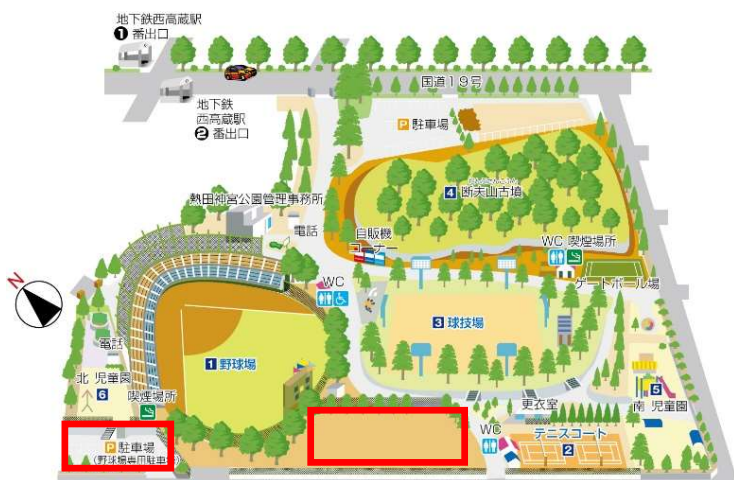 地下鉄西高蔵駅
❶ 番出口
国道19号
地下鉄
西高蔵駅
❷ 番出口
P 駐車場
4 断夫山古墳
熱田神宮公園管理事務所
電話
自販機
コーナー
WC 喫煙場所
WC
ゲートボール場
3 球技場
N
電話
1 野球場
北 児童園
6
喫煙場所
5
南 児童園
更衣室
WC
テニスコート
2
P 駐車場
(野球場専用駐車場)